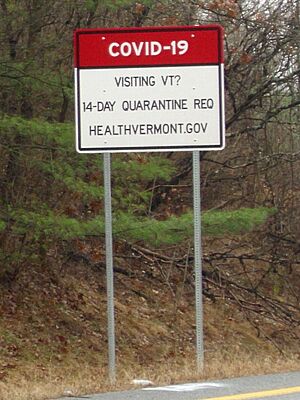 COVID-19
VISITING VT?
14-DAY QUARANTINE REQ
HEALTHVERMONT.GOV